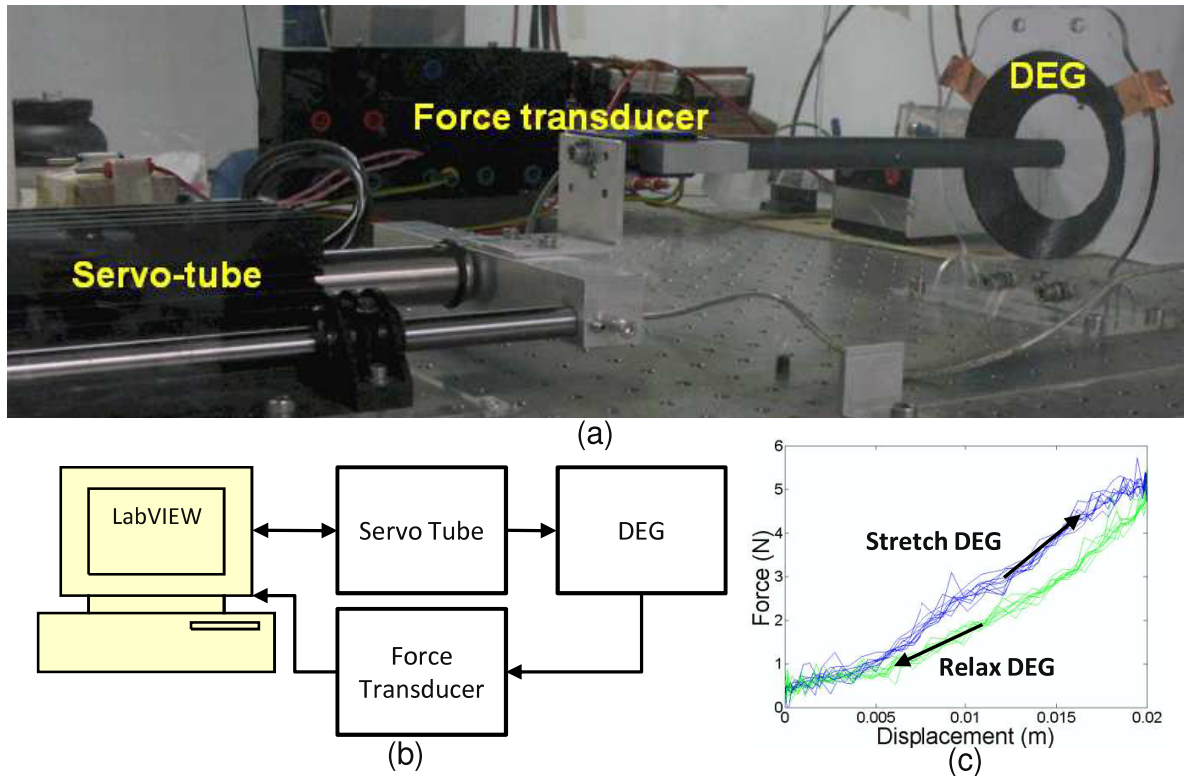 DEG
Force transducer
Servo-tube
(a)
LabVIEW
Servo Tube
DEG
Force
Transducer
(b)
6
5
4
3
2
1
0
Force (N)
Stretch DEG
Relax DEG
0
0.005
0.01
0.015
0.02
Displacement (m)
(c)